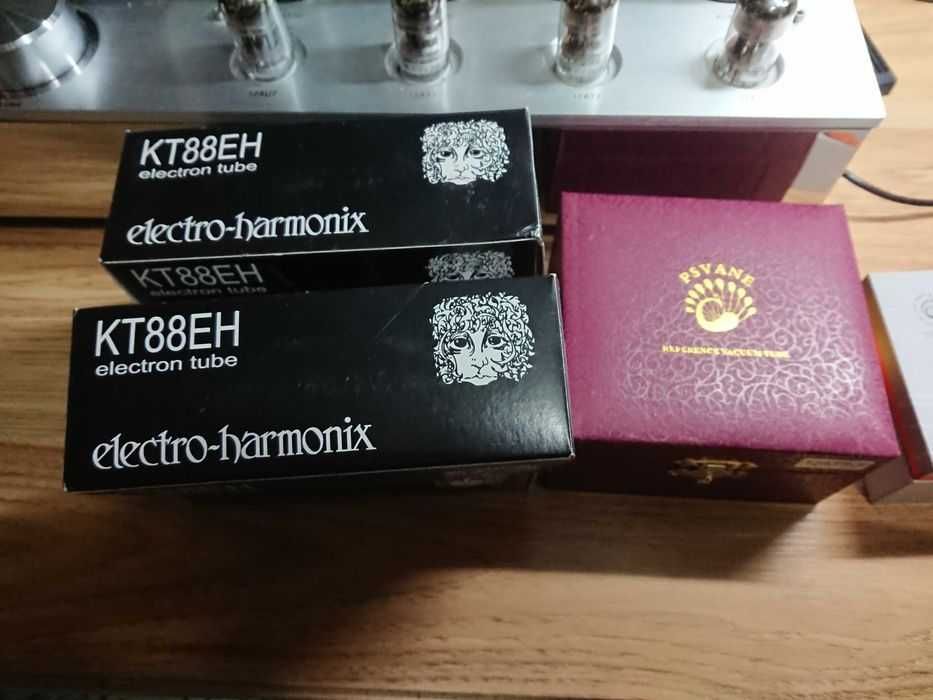 KT88EH
electron tube
electro-harmonix
KT88EH
electron tube
KT88EH
electron tube
electro-harmonix
PSVANE
REFERENCE VACUUM TUBE